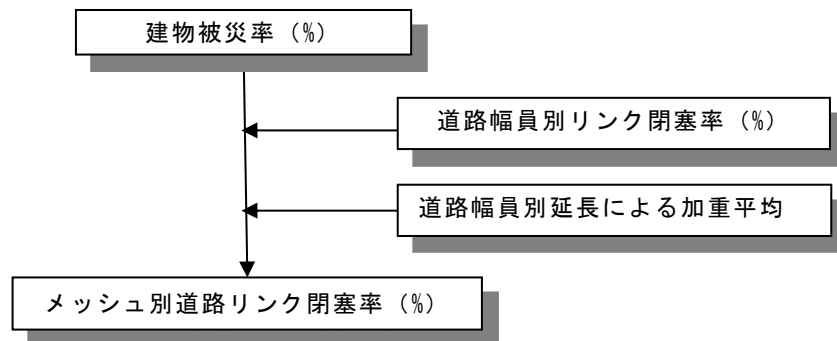 建物被災率（%）
道路幅員別リンク閉塞率（%）
道路幅員別延長による加重平均
メッシュ別道路リンク閉塞率（%）